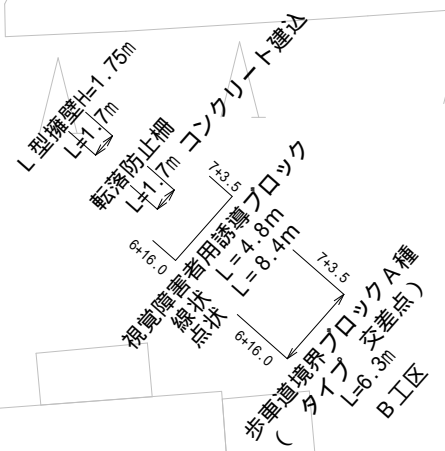 L型擁壁H=1.75m
L=1.7m
転落防止柵 コンクリート建込
L=1.7m
7+3.5
6+16.0
視覚障害者用誘導ブロック
線状 L=4.8m
点状 L=8.4m
7+3.5
6+16.0
歩車道境界ブロックA種
( タイプ 交差点)
L=6.3m
B工区